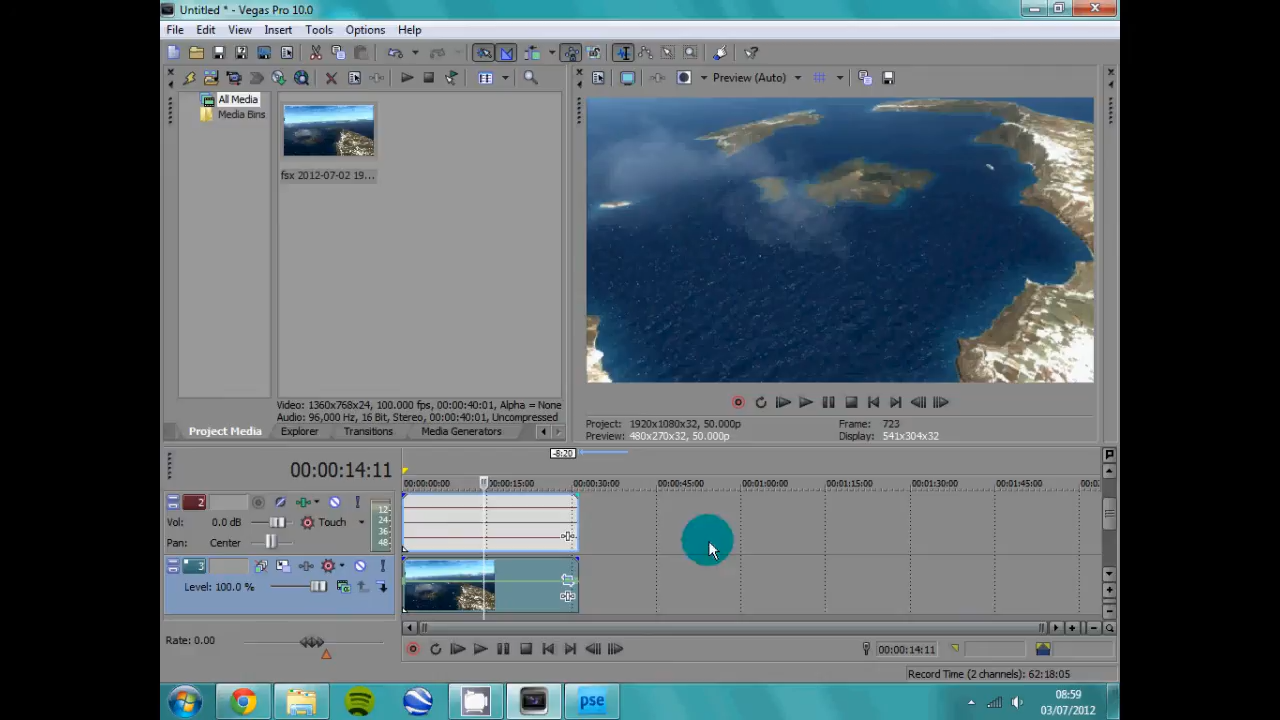 Untitled * - Vegas Pro 10.0
File Edit View Insert Tools Options Help
Preview (Auto)
All Media
Media Bins
fsx 2012-07-02 19...
Video: 1360x768x24, 100.000 fps, 00:00:40:01, Alpha = None
Audio: 96,000 Hz, 16 Bit, Stereo, 00:00:40:01, Uncompressed
Project Media Explorer Transitions Media Generators
Project: 1920x1080x32, 50.000p Frame: 723
Preview: 480x270x32, 50.000p Display: 541x304x32
-6:20
00:00:14:11
00:00:00:00 00:00:15:00 00:00:30:00 00:00:45:00 00:01:00:00 00:01:15:00 00:01:30:00 00:01:45:00
2
Vol: 0.0 dB Touch
Pan: Center
12-
24-
36-
48-
3
Level: 100.0 %
Rate: 0.00
00:00:14:11
Record Time (2 channels): 62:18:05
pse
08:59
03/07/2012